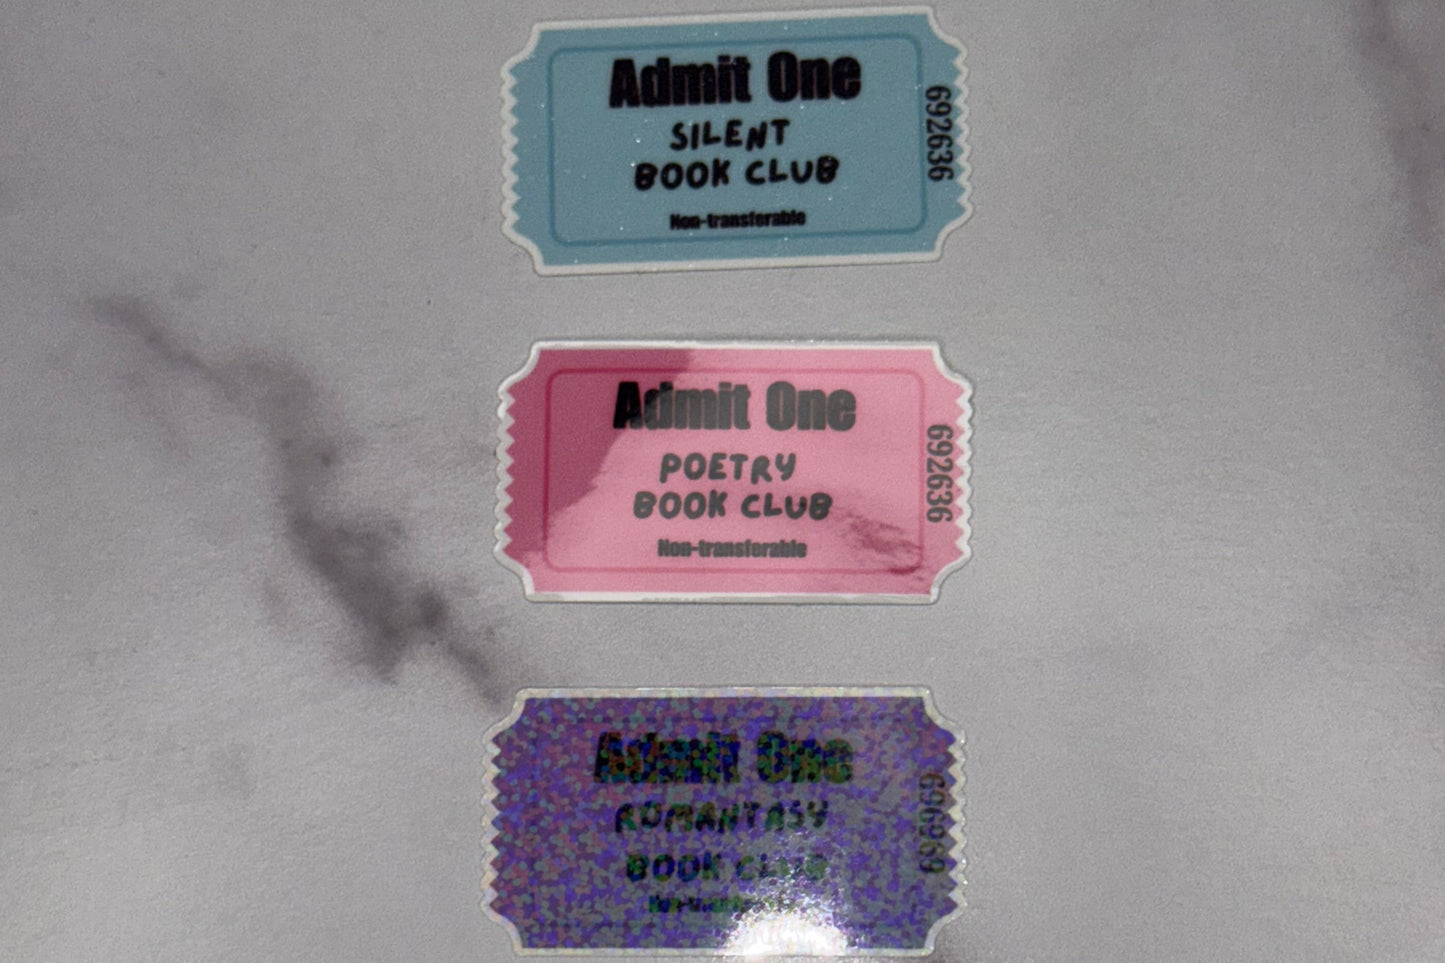 Admit One
SILENT
BOOK CLUB
Non-transferable
692636
Admit One
POETRY
BOOK CLUB
Non-transferable
692636
Admit One
ROMANTASY
BOOK CLUB
696969